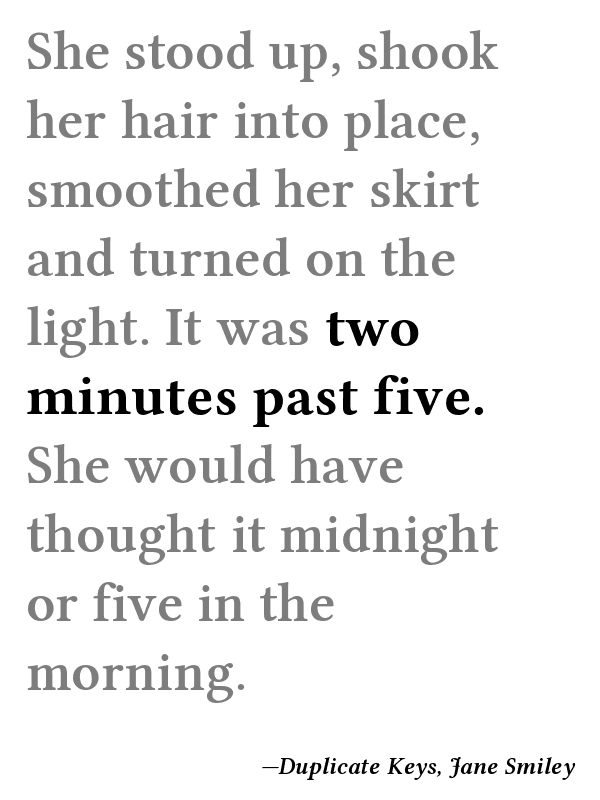 She stood up, shook
her hair into place,
smoothed her skirt
and turned on the
light. It was two
minutes past five.
She would have
thought it midnight
or five in the
morning.
—Duplicate Keys, Jane Smiley